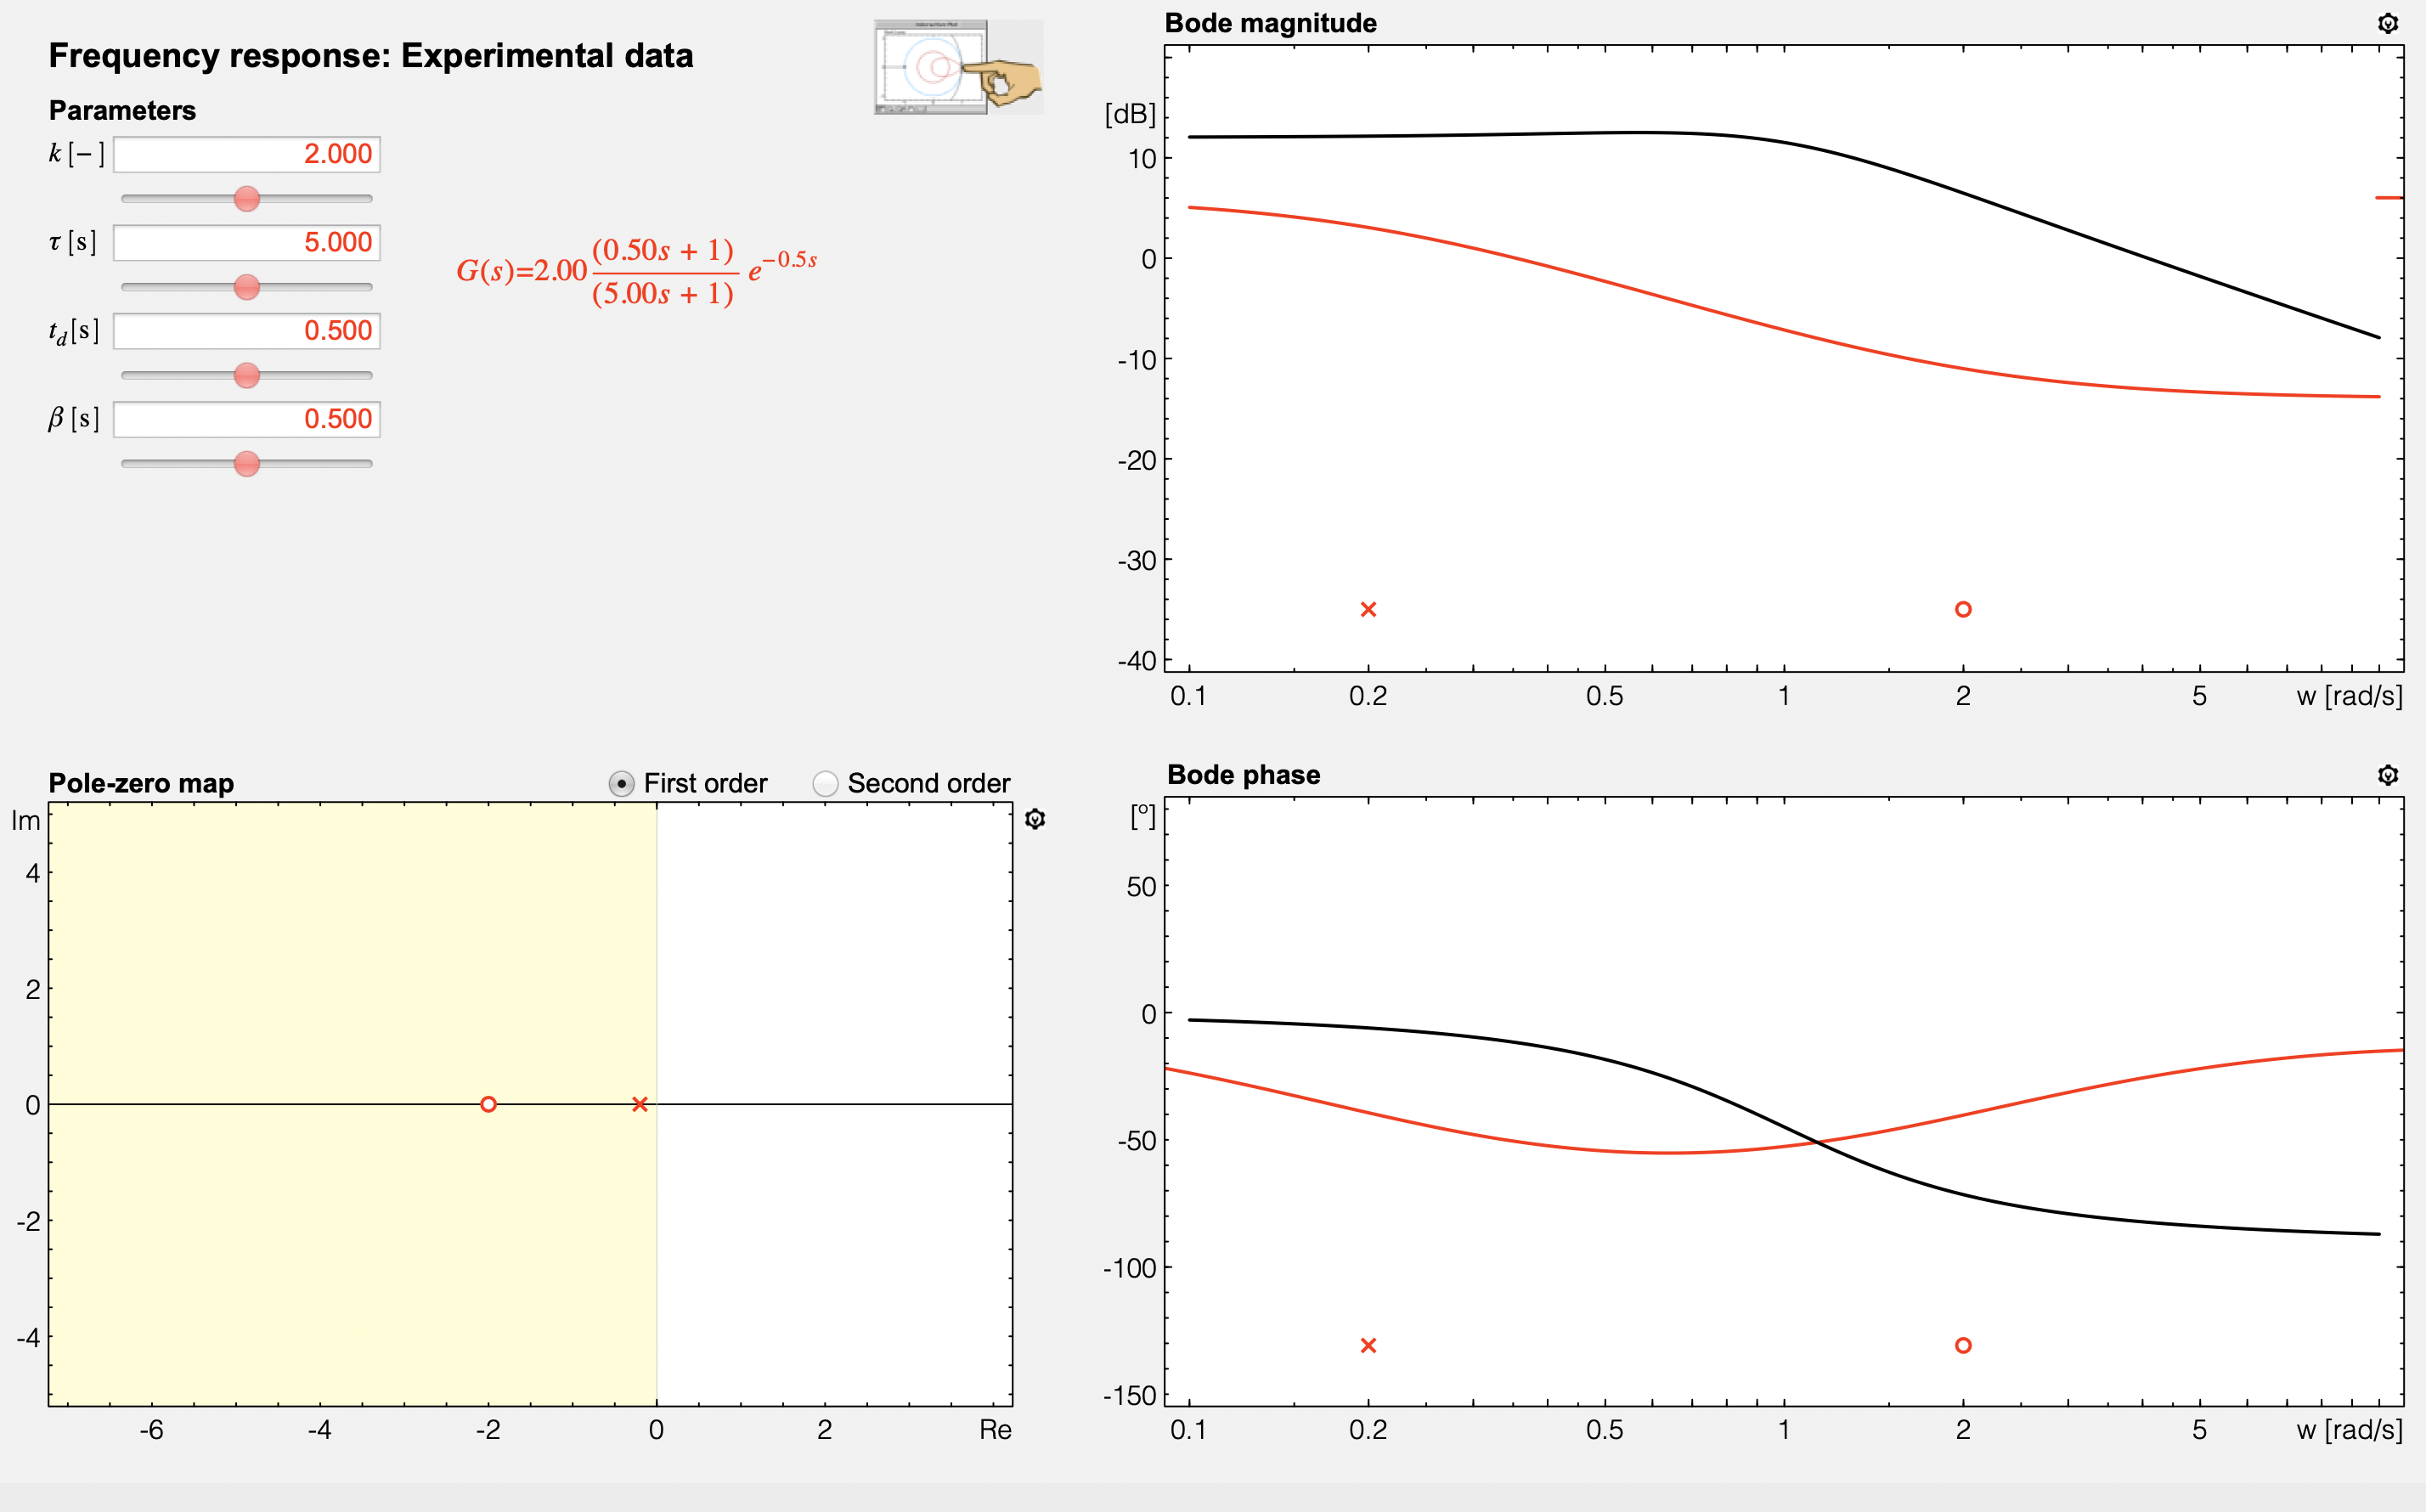 Frequency response: Experimental data
Parameters
k [−] 2.000
τ [s] 5.000
t_d [s] 0.500
β [s] 0.500
G(s)=2.00 (0.50s + 1) / (5.00s + 1) e^−0.5s
Bode magnitude
[dB]
10
0
-10
-20
-30
-40
0.1 0.2 0.5 1 2 5 w [rad/s]
Pole-zero map First order Second order
Im
4
2
0
-2
-4
-6 -4 -2 0 2 Re
Bode phase
[°]
50
0
-50
-100
-150
0.1 0.2 0.5 1 2 5 w [rad/s]